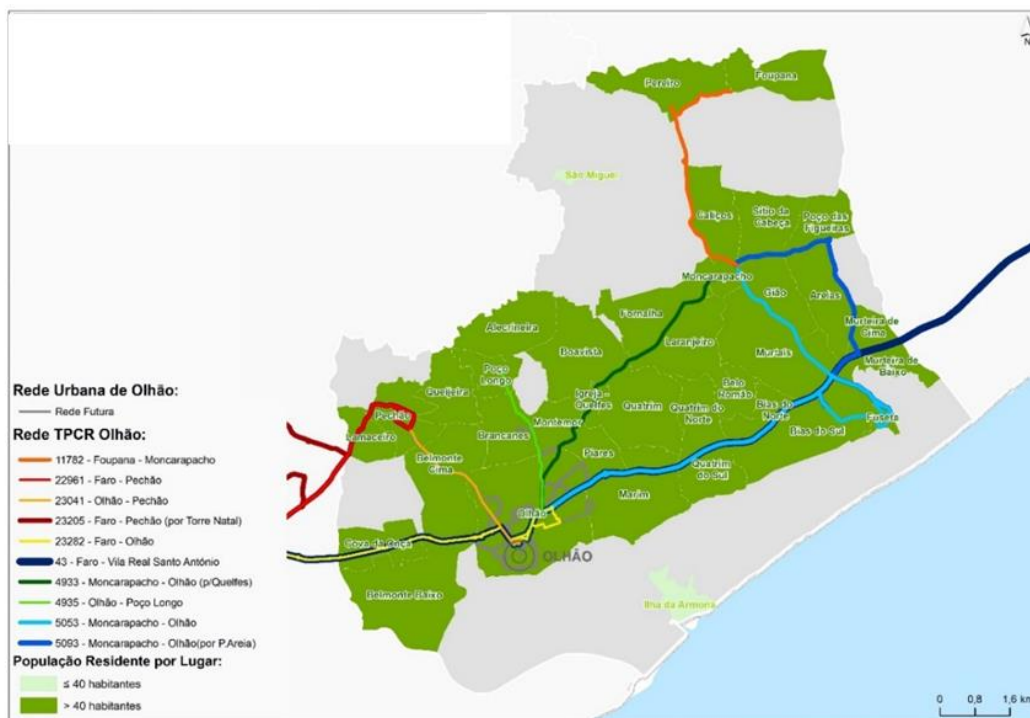 N
Pereiro
Foupana
São Miguel
Caliços
Sítio da
Cabeça
Poço das
Figueiras
Moncarapacho
Gião
Areias
Fornalha
Alecrineira
Murteira de
Cima
Laranjeiro
Boavista
Murtais
Murteira de
Baixo
Poço
Longo
Quejeira
Belo
Romão
Igreja -
Quelfes
Bias do
Norte
Quatrim
Quatrim do
Norte
Fuseta
Pechão
Montemor
Bias do Sul
Brancanes
Lamaceiro
Belmonte
Cima
Piares
Quatrim
do Sul
Marim
Olhão
Cova da Onça
OLHÃO
Belmonte Baixo
Ilha da Armona
Rede Urbana de Olhão:
Rede Futura
Rede TPCR Olhão:
11782 - Foupana - Moncarapacho
22961 - Faro - Pechão
23041 - Olhão - Pechão
23205 - Faro - Pechão (por Torre Natal)
23282 - Faro - Olhão
43 - Faro - Vila Real Santo António
4933 - Moncarapacho - Olhão (p/Quelfes)
4935 - Olhão - Poço Longo
5053 - Moncarapacho - Olhão
5093 - Moncarapacho - Olhão(por P.Areia)
População Residente por Lugar:
≤ 40 habitantes
> 40 habitantes
0 0,8 1,6 km